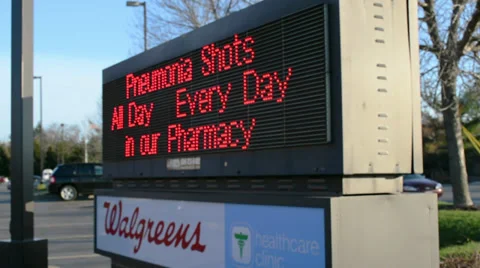 Pneumonia Shots
All Day Every Day
in our Pharmacy
Walgreens
healthcare
clinic